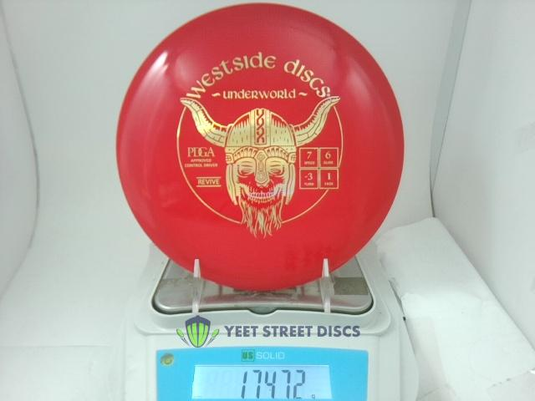 Westside Discs
~ underworld ~
PDGA
APPROVED
CONTROL DRIVER
REVIVE
7 6
SPEED GLIDE
-3 1
TURN FADE
YEET STREET DISCS
US SOLID
174.72 g